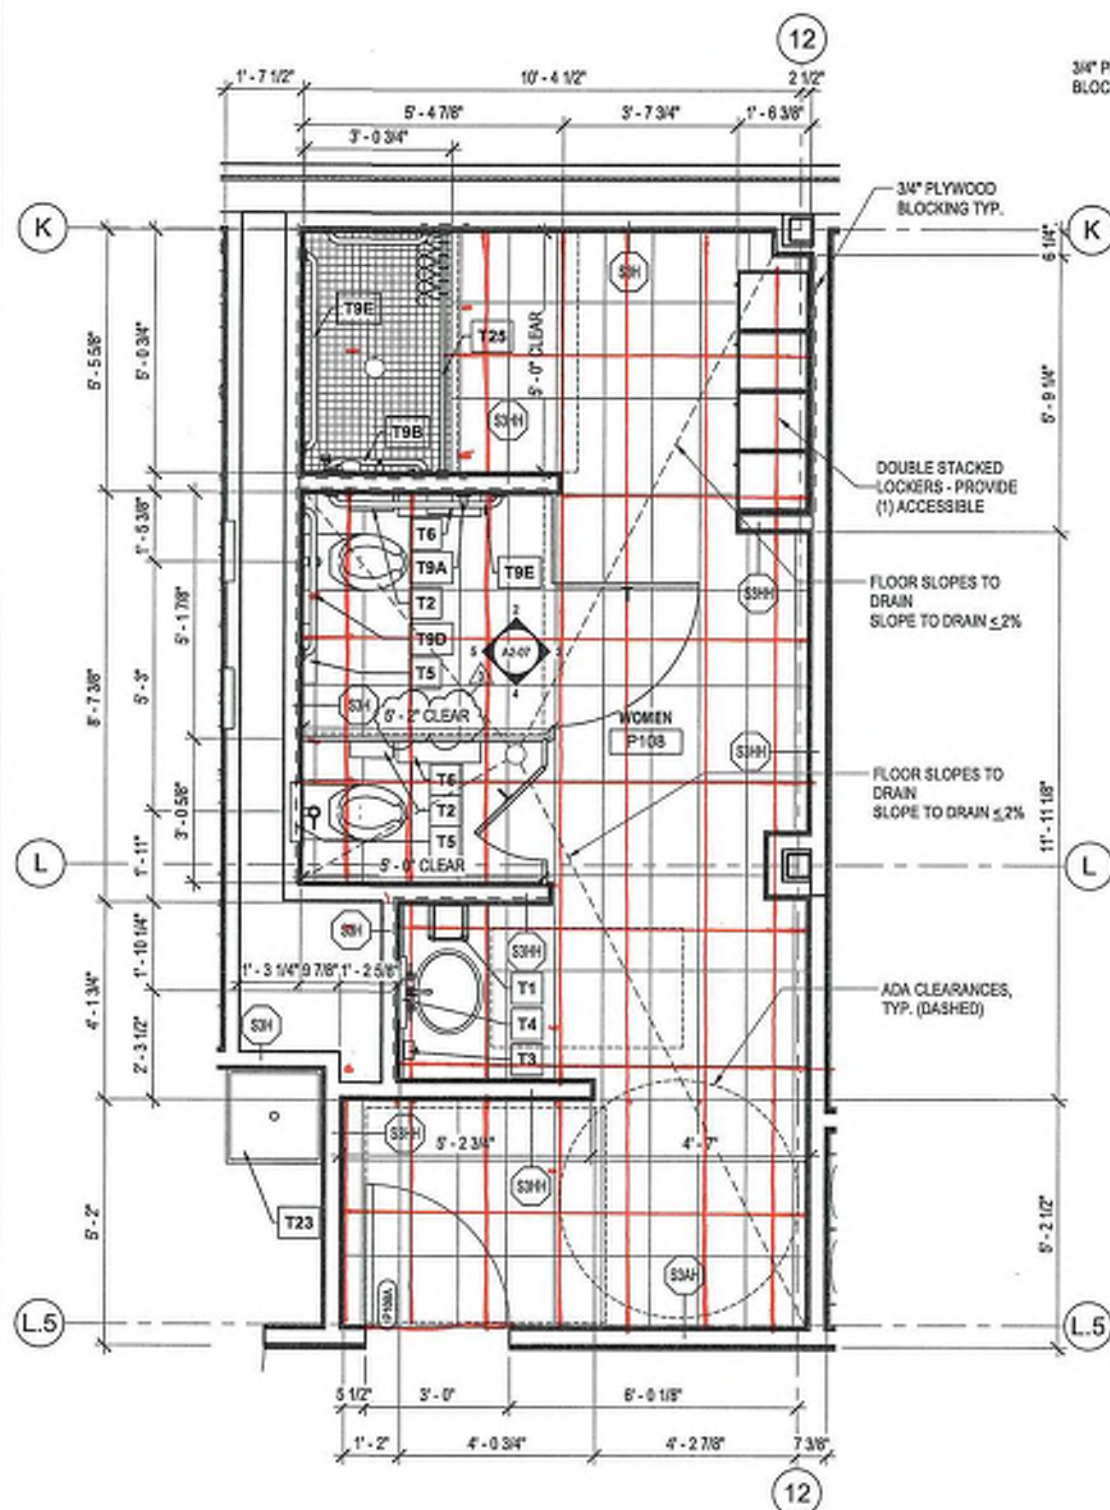 12
1' - 7 1/2"
10' - 4 1/2"
2 1/2"
3/4" P
BLOC
5' - 4 7/8"
3' - 7 3/4"
1' - 6 3/8"
3' - 0 3/4"
3/4" PLYWOOD
BLOCKING TYP.
K
K
6 1/4"
S3H
T9E
T25
5' - 0" CLEAR
5' - 5 5/8"
5' - 0 3/4"
5' - 9 1/4"
S3HH
T9B
DOUBLE STACKED
LOCKERS - PROVIDE
(1) ACCESSIBLE
1' - 5 3/8"
T6
T9A
T9E
T2
T9D
T5
S3HH
FLOOR SLOPES TO
DRAIN
SLOPE TO DRAIN ≤2%
2
5
A2-07
4
5' - 1 7/8"
5' - 3"
8' - 7 3/8"
S3H
5' - 2" CLEAR
WOMEN
P108
S3HH
T6
T2
T5
FLOOR SLOPES TO
DRAIN
SLOPE TO DRAIN ≤2%
3' - 0 5/8"
11' - 11 1/8"
L
5' - 0" CLEAR
L
1' - 11"
S3H
S3HH
1' - 10 1/4"
1' - 3 1/4"
9 7/8"
1' - 2 5/8"
T1
T4
T3
ADA CLEARANCES,
TYP. (DASHED)
4' - 1 3/4"
2' - 3 1/2"
S3H
S3HH
5' - 2 3/4"
4' - 7"
S3HH
T23
5' - 2"
5' - 2 1/2"
S3AH
P108A
L.5
L.5
5 1/2"
3' - 0"
6' - 0 1/8"
1' - 2"
4' - 0 3/4"
4' - 2 7/8"
7 3/8"
12